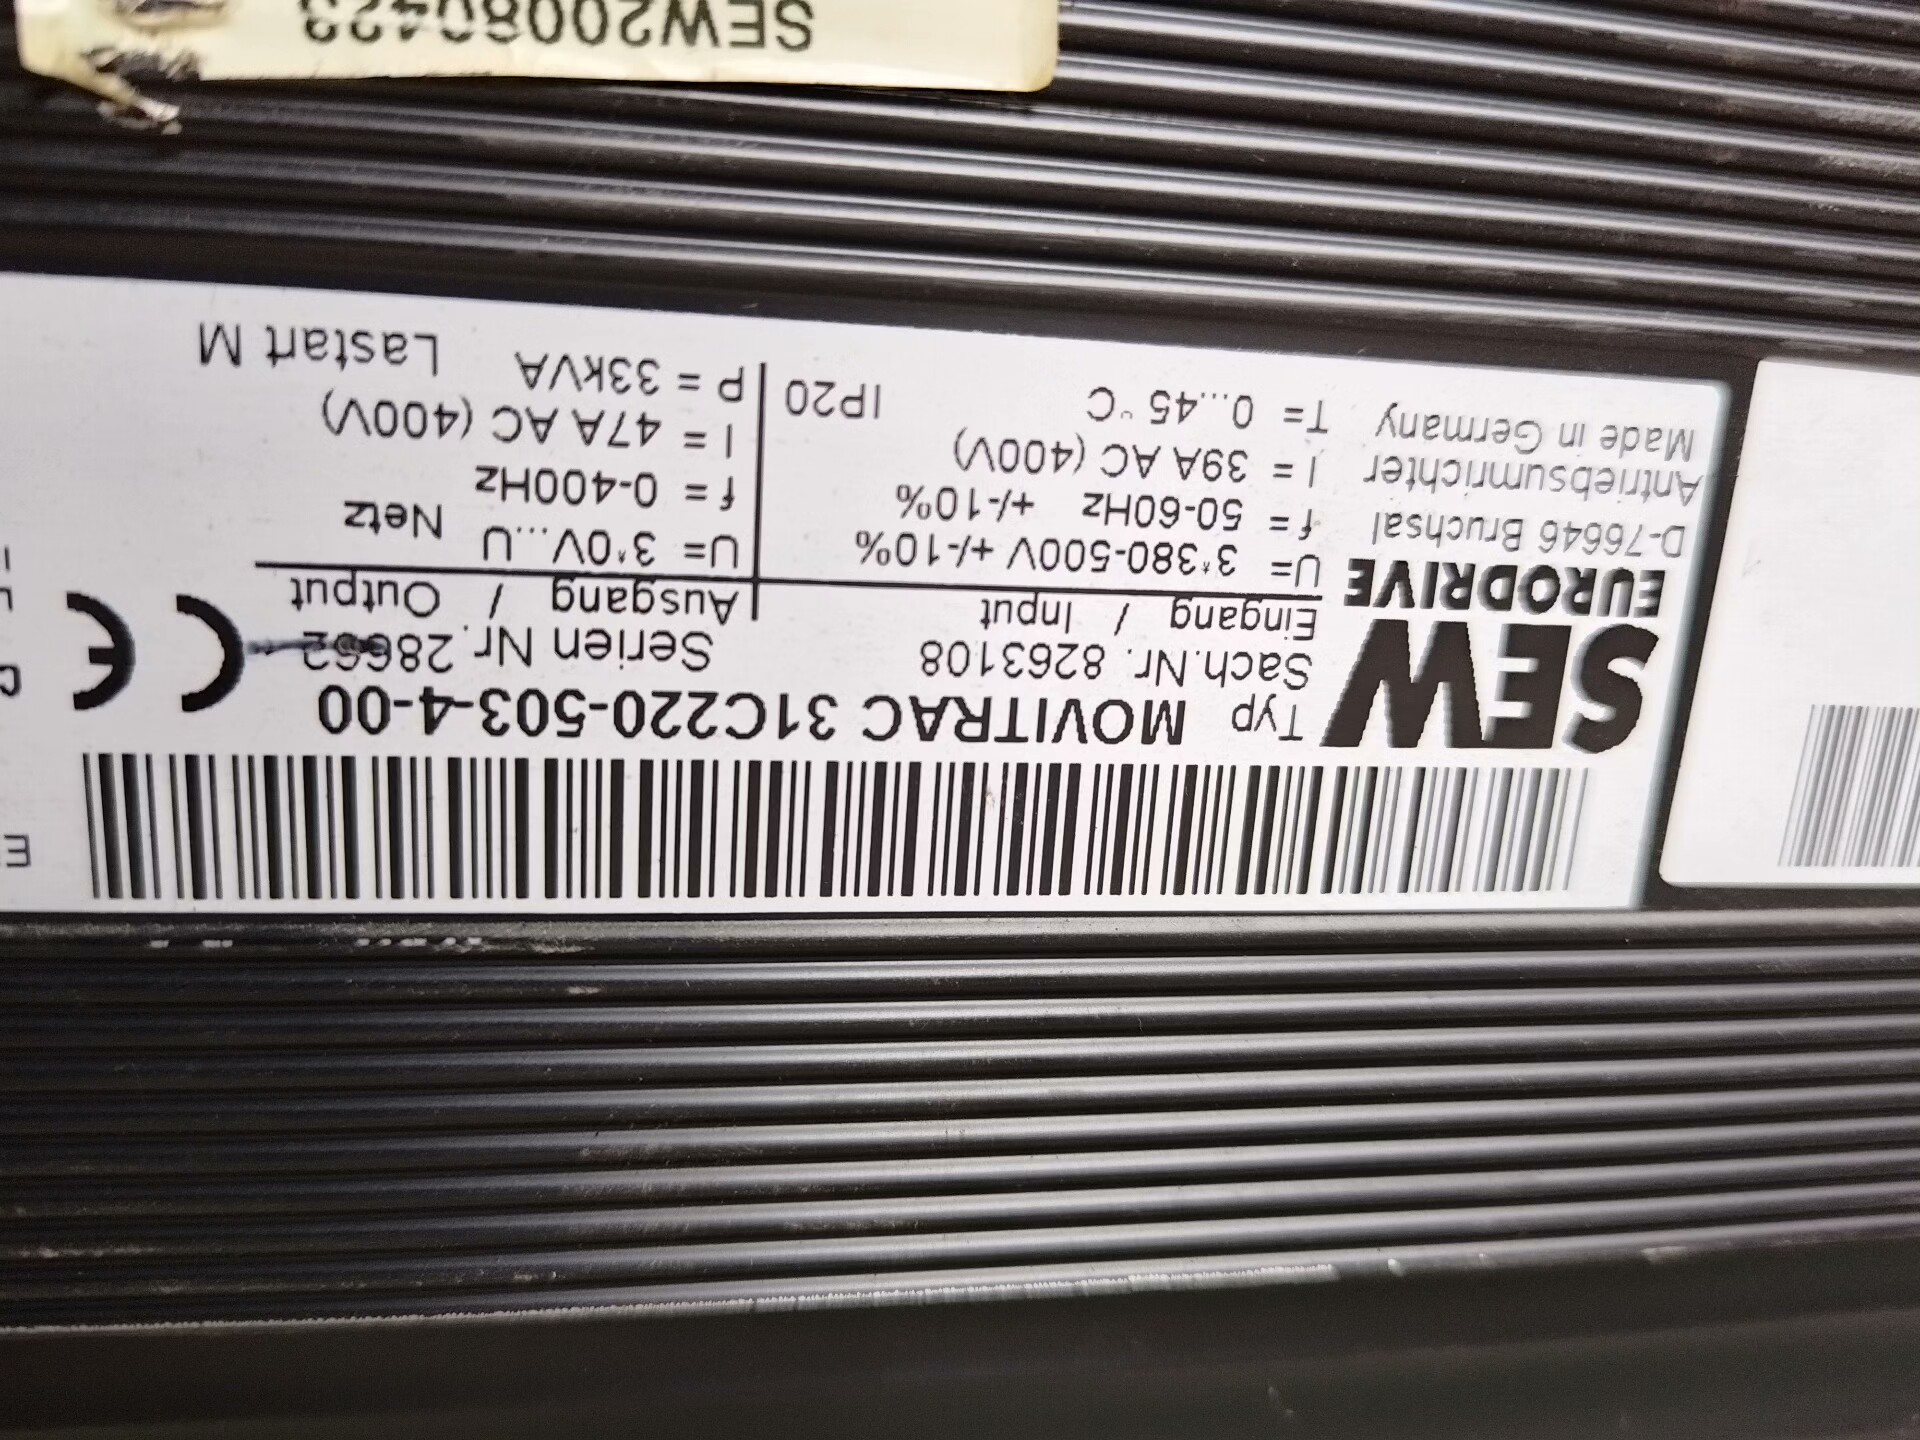 Typ MOVITRAC 31C220-503-4-00
SEW
EURODRIVE
D-76646 Bruchsal
Antriebsumrichter
Made in Germany
Sach.Nr. 8263108 Serien Nr. 28662
Eingang / Input
U= 3*380-500V +/-10%
f = 50-60Hz +/-10%
I = 39A AC (400V)
T= 0...45 °C IP20
Ausgang / Output
U= 3*0V...U Netz
f = 0-400Hz
I = 47A AC (400V)
P = 33kVA Lastart M
CE